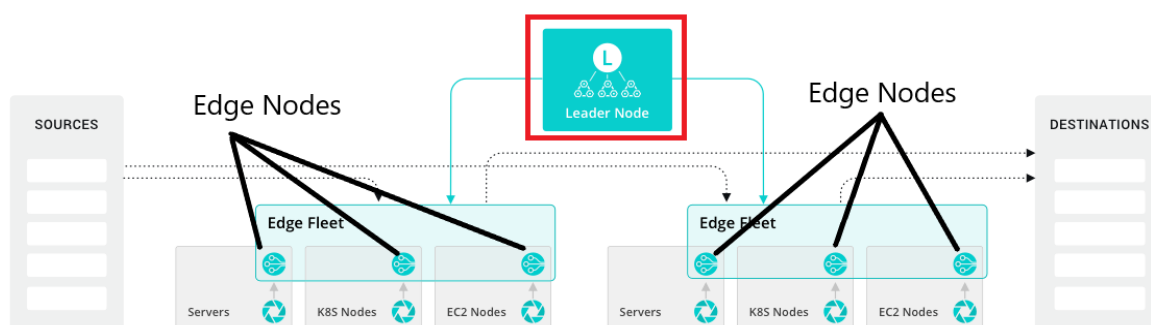 L
Leader Node
Edge Nodes
Edge Nodes
SOURCES
DESTINATIONS
Edge Fleet
Edge Fleet
Servers
K8S Nodes
EC2 Nodes
Servers
K8S Nodes
EC2 Nodes